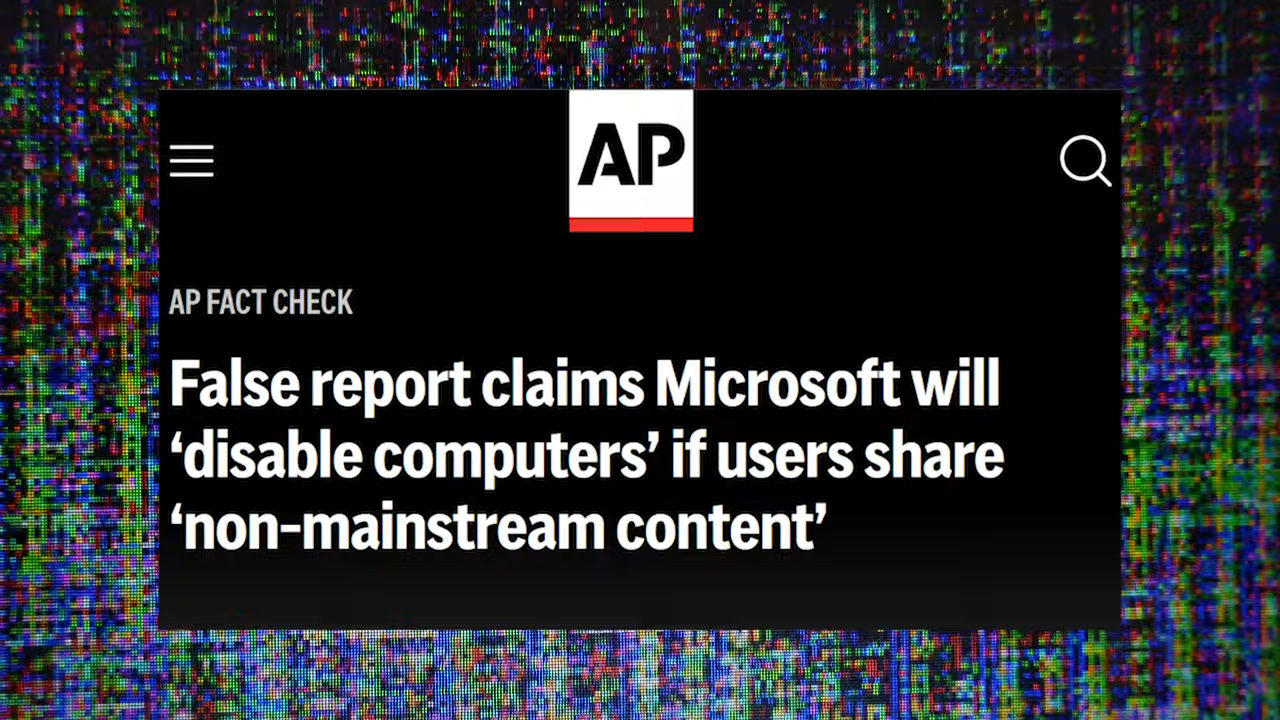 AP
AP FACT CHECK
False report claims Microsoft will
‘disable computers’ if users share
‘non-mainstream content’